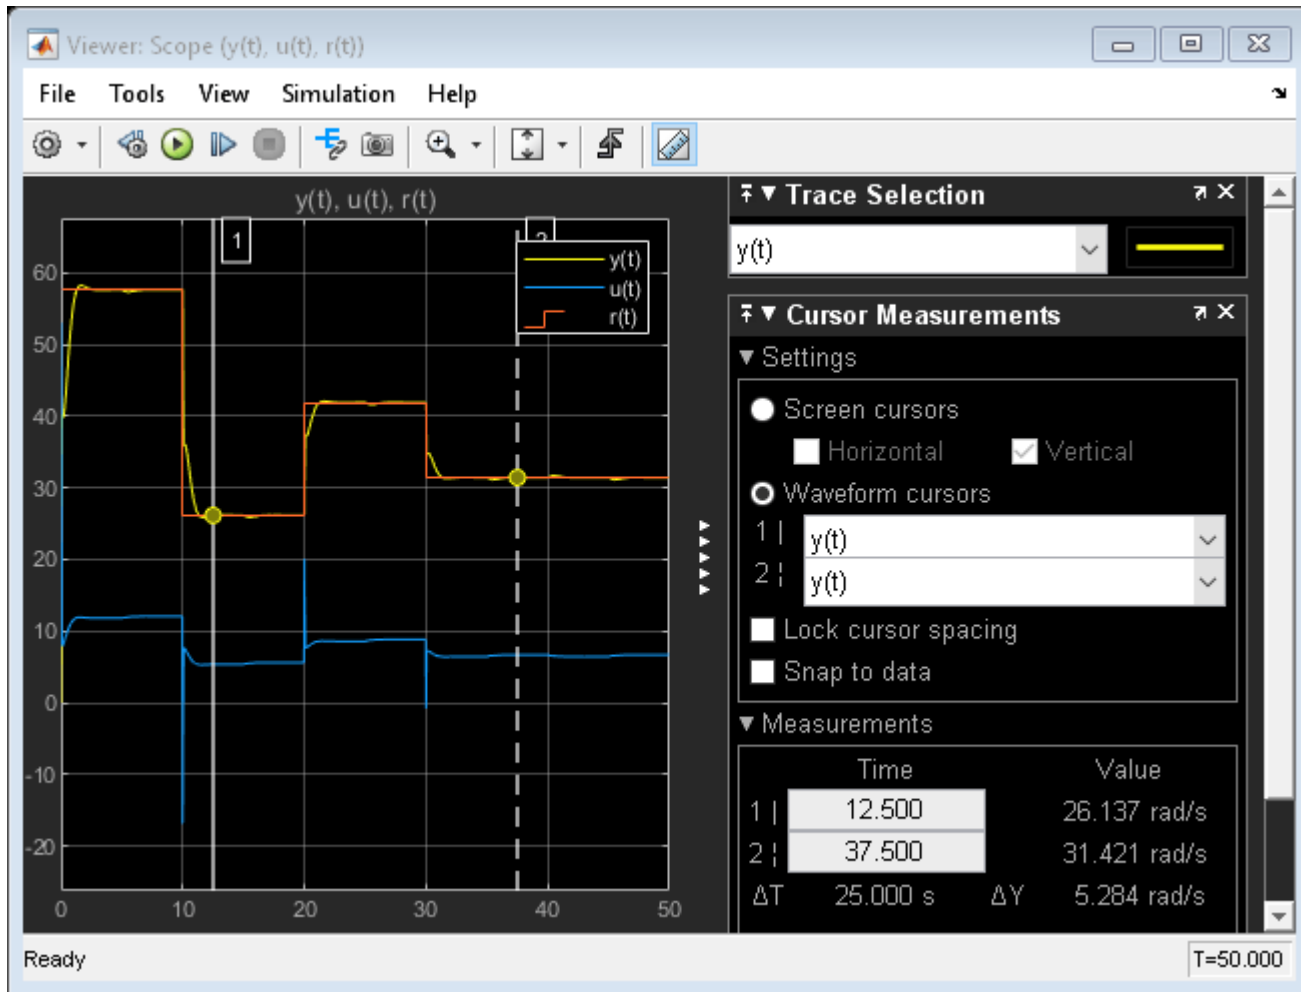 Viewer: Scope (y(t), u(t), r(t))
File Tools View Simulation Help
y(t), u(t), r(t)
1
2
y(t)
u(t)
r(t)
60
50
40
30
20
10
0
-10
-20
0 10 20 30 40 50
Trace Selection
y(t)
Cursor Measurements
Settings
Screen cursors
Horizontal Vertical
Waveform cursors
1 | y(t)
2 ¦ y(t)
Lock cursor spacing
Snap to data
Measurements
Time Value
1 | 12.500 26.137 rad/s
2 ¦ 37.500 31.421 rad/s
ΔT 25.000 s ΔY 5.284 rad/s
Ready T=50.000